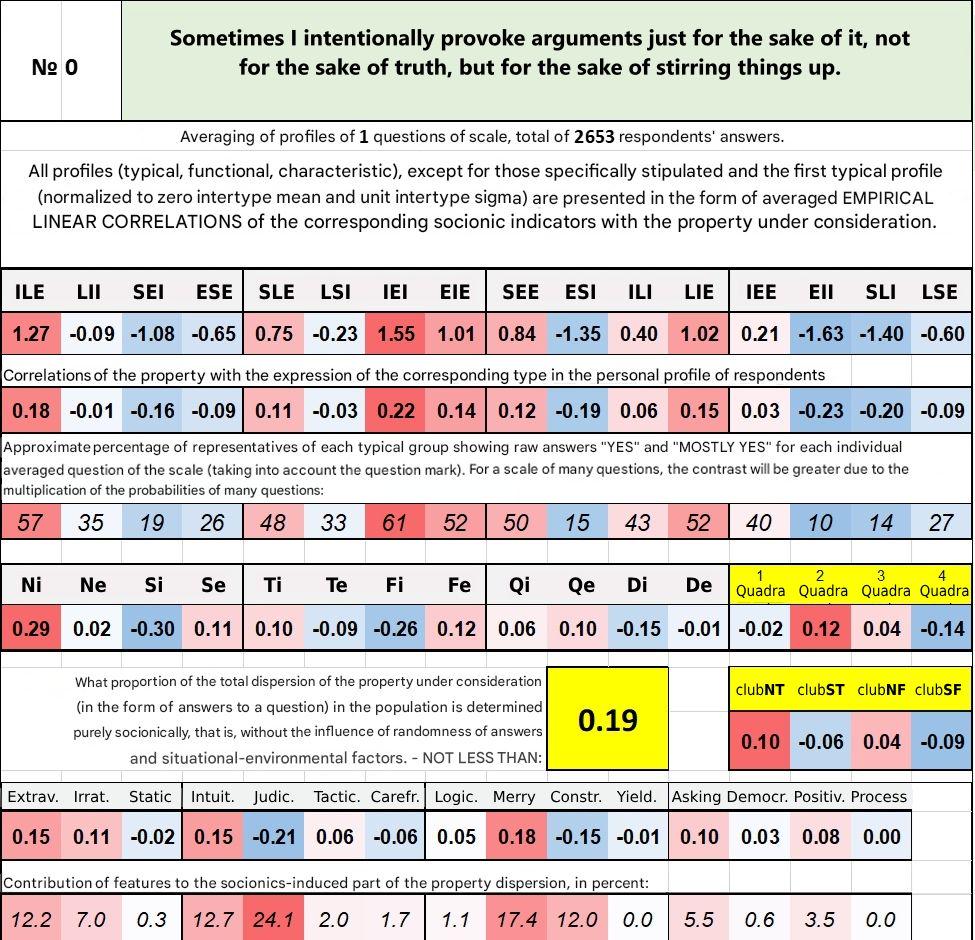 Sometimes I intentionally provoke arguments just for the sake of it, not
№ 0
for the sake of truth, but for the sake of stirring things up.
Averaging of profiles of 1 questions of scale, total of 2653 respondents' answers.
All profiles (typical, functional, characteristic), except for those specifically stipulated and the first typical profile
(normalized to zero intertype mean and unit intertype sigma) are presented in the form of averaged EMPIRICAL
LINEAR CORRELATIONS of the corresponding socionic indicators with the property under consideration.
ILE LII SEI ESE SLE LSI IEI EIE SEE ESI ILI LIE IEE EII SLI LSE
1.27 -0.09 -1.08 -0.65 0.75 -0.23 1.55 1.01 0.84 -1.35 0.40 1.02 0.21 -1.63 -1.40 -0.60
Correlations of the property with the expression of the corresponding type in the personal profile of respondents
0.18 -0.01 -0.16 -0.09 0.11 -0.03 0.22 0.14 0.12 -0.19 0.06 0.15 0.03 -0.23 -0.20 -0.09
Approximate percentage of representatives of each typical group showing raw answers "YES" and "MOSTLY YES" for each individual
averaged question of the scale (taking into account the question mark). For a scale of many questions, the contrast will be greater due to the
multiplication of the probabilities of many questions:
57 35 19 26 48 33 61 52 50 15 43 52 40 10 14 27
Ni Ne Si Se Ti Te Fi Fe Qi Qe Di De 1 Quadra 2 Quadra 3 Quadra 4 Quadra
0.29 0.02 -0.30 0.11 0.10 -0.09 -0.26 0.12 0.06 0.10 -0.15 -0.01 -0.02 0.12 0.04 -0.14
What proportion of the total dispersion of the property under consideration
(in the form of answers to a question) in the population is determined
purely socionically, that is, without the influence of randomness of answers
and situational-environmental factors. - NOT LESS THAN:
0.19
clubNT clubST clubNF clubSF
0.10 -0.06 0.04 -0.09
Extrav. Irrat. Static Intuit. Judic. Tactic. Carefr. Logic. Merry Constr. Yield. Asking Democr. Positiv. Process
0.15 0.11 -0.02 0.15 -0.21 0.06 -0.06 0.05 0.18 -0.15 -0.01 0.10 0.03 0.08 0.00
Contribution of features to the socionics-induced part of the property dispersion, in percent:
12.2 7.0 0.3 12.7 24.1 2.0 1.7 1.1 17.4 12.0 0.0 5.5 0.6 3.5 0.0